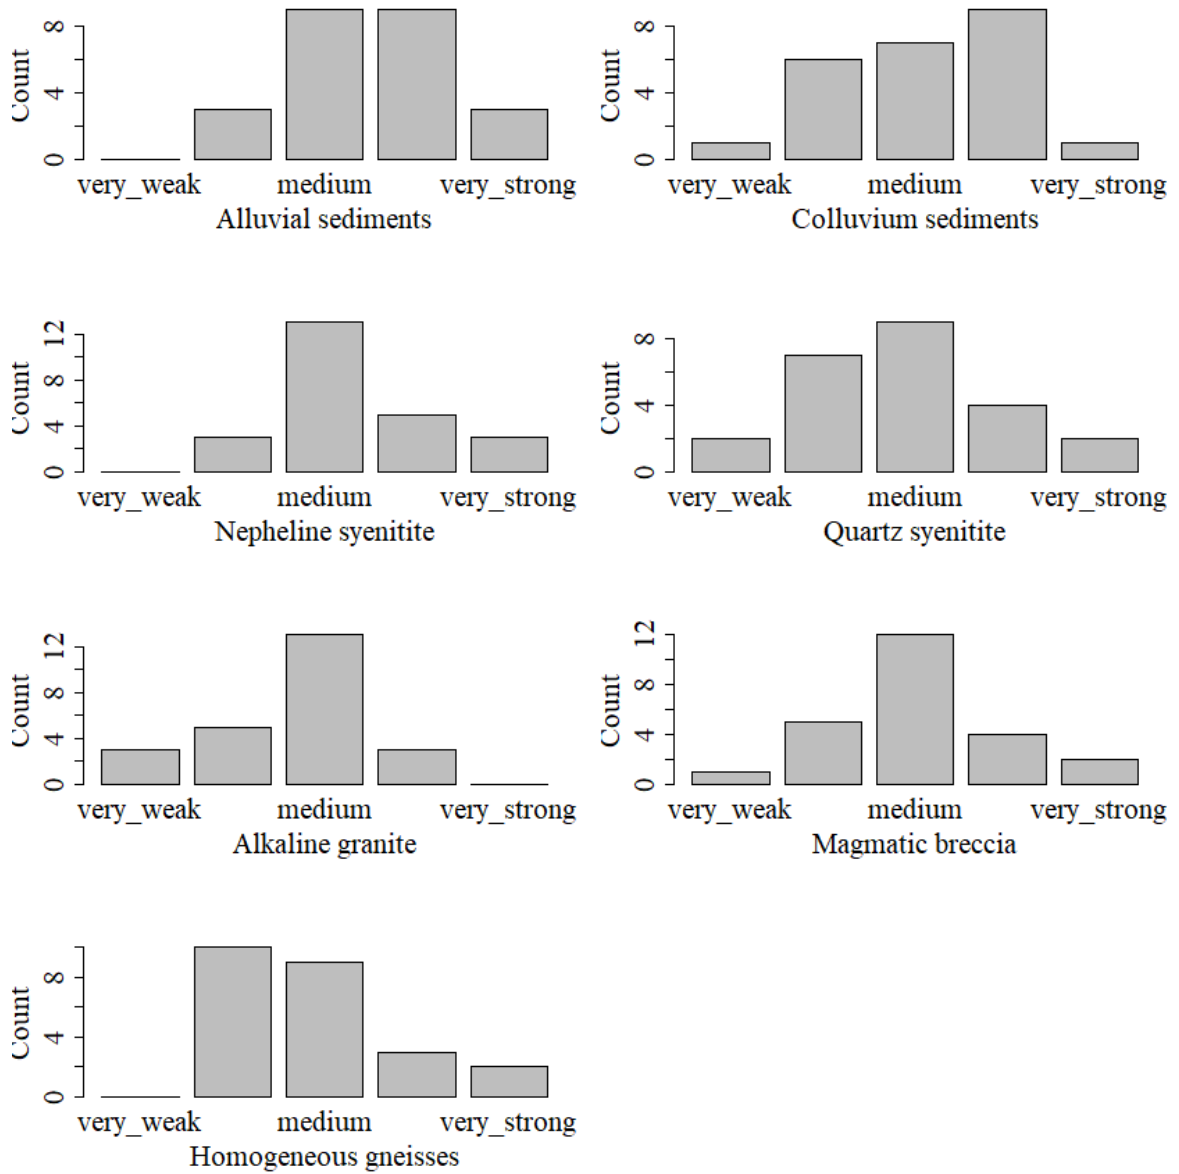 Count
8
4
0
very_weak medium very_strong
Alluvial sediments
Count
8
4
0
very_weak medium very_strong
Colluvium sediments
Count
12
8
4
0
very_weak medium very_strong
Nepheline syenitite
Count
8
4
0
very_weak medium very_strong
Quartz syenitite
Count
12
8
4
0
very_weak medium very_strong
Alkaline granite
Count
12
8
4
0
very_weak medium very_strong
Magmatic breccia
Count
8
4
0
very_weak medium very_strong
Homogeneous gneisses